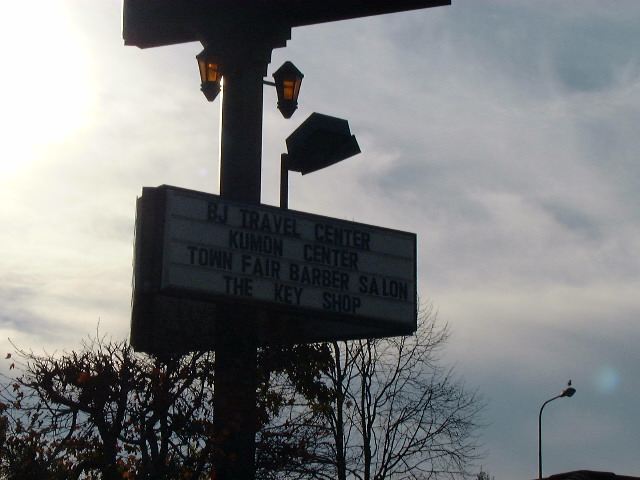 BJ TRAVEL CENTER
KUMON CENTER
TOWN FAIR BARBER SALON
THE KEY SHOP